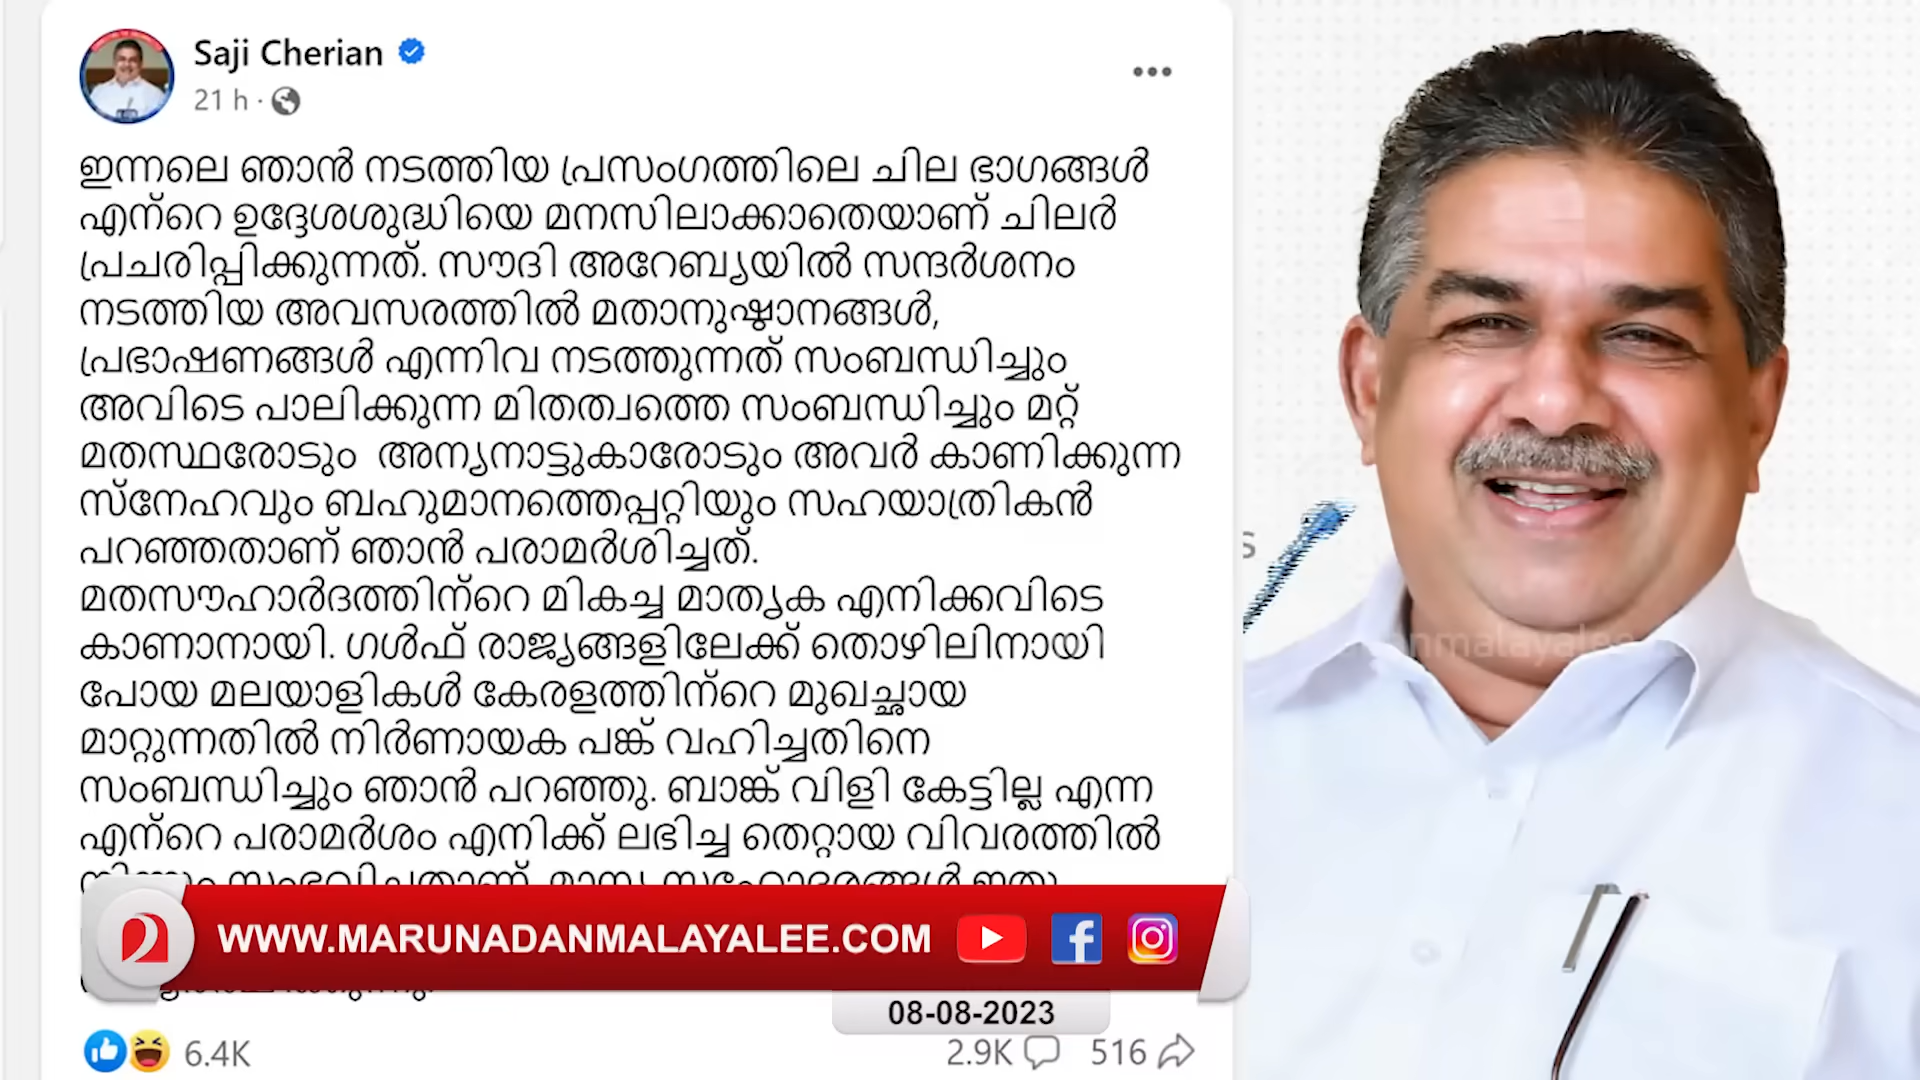 Saji Cherian
21 h ·
ഇന്നലെ ഞാൻ നടത്തിയ പ്രസംഗത്തിലെ ചില ഭാഗങ്ങൾ
എന്റെ ഉദ്ദേശശുദ്ധിയെ മനസിലാക്കാതെയാണ് ചിലർ
പ്രചരിപ്പിക്കുന്നത്. സൗദി അറേബ്യയിൽ സന്ദർശനം
നടത്തിയ അവസരത്തിൽ മതാനുഷ്ഠാനങ്ങൾ,
പ്രഭാഷണങ്ങൾ എന്നിവ നടത്തുന്നത് സംബന്ധിച്ചും
അവിടെ പാലിക്കുന്ന മിതത്വത്തെ സംബന്ധിച്ചും മറ്റ്
മതസ്ഥരോടും അന്യനാട്ടുകാരോടും അവർ കാണിക്കുന്ന
സ്നേഹവും ബഹുമാനത്തെപ്പറ്റിയും സഹയാത്രികൻ
പറഞ്ഞതാണ് ഞാൻ പരാമർശിച്ചത്.
മതസൗഹാർദത്തിന്റെ മികച്ച മാതൃക എനിക്കവിടെ
കാണാനായി. ഗൾഫ് രാജ്യങ്ങളിലേക്ക് തൊഴിലിനായി
പോയ മലയാളികൾ കേരളത്തിന്റെ മുഖച്ഛായ
മാറ്റുന്നതിൽ നിർണായക പങ്ക് വഹിച്ചതിനെ
സംബന്ധിച്ചും ഞാൻ പറഞ്ഞു. ബാങ്ക് വിളി കേട്ടില്ല എന്ന
എന്റെ പരാമർശം എനിക്ക് ലഭിച്ച തെറ്റായ വിവരത്തിൽ
WWW.MARUNADANMALAYALEE.COM
08-08-2023
6.4K
2.9K 516